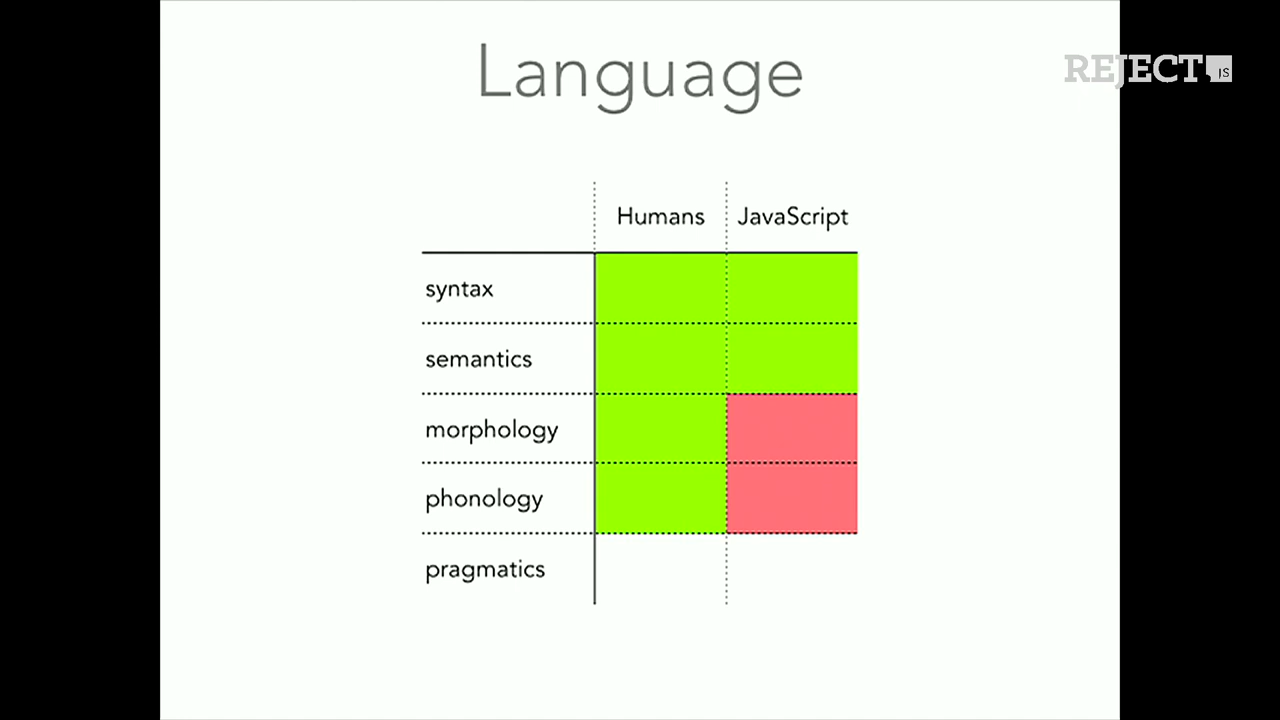 Language
REJECT JS
Humans JavaScript
syntax
semantics
morphology
phonology
pragmatics